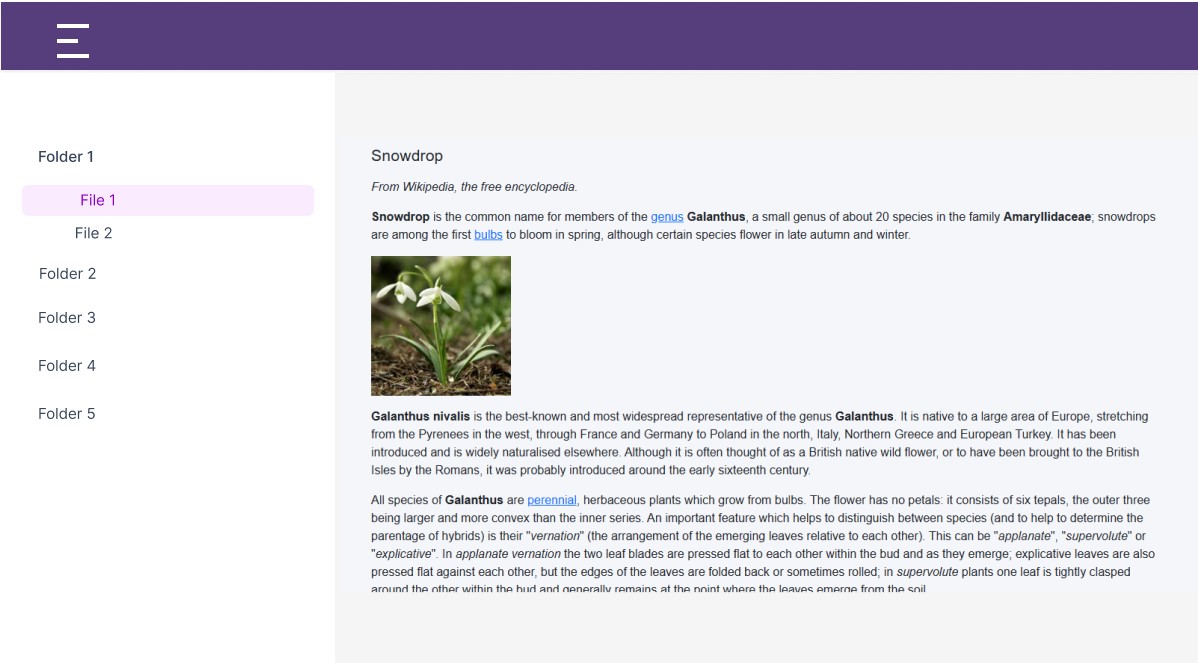 Folder 1
File 1
File 2
Folder 2
Folder 3
Folder 4
Folder 5
Snowdrop
From Wikipedia, the free encyclopedia.
Snowdrop is the common name for members of the genus Galanthus, a small genus of about 20 species in the family Amaryllidaceae; snowdrops
are among the first bulbs to bloom in spring, although certain species flower in late autumn and winter.
Galanthus nivalis is the best-known and most widespread representative of the genus Galanthus. It is native to a large area of Europe, stretching
from the Pyrenees in the west, through France and Germany to Poland in the north, Italy, Northern Greece and European Turkey. It has been
introduced and is widely naturalised elsewhere. Although it is often thought of as a British native wild flower, or to have been brought to the British
Isles by the Romans, it was probably introduced around the early sixteenth century.
All species of Galanthus are perennial, herbaceous plants which grow from bulbs. The flower has no petals: it consists of six tepals, the outer three
being larger and more convex than the inner series. An important feature which helps to distinguish between species (and to help to determine the
parentage of hybrids) is their "vernation" (the arrangement of the emerging leaves relative to each other). This can be "applanate", "supervolute" or
"explicative". In applanate vernation the two leaf blades are pressed flat to each other within the bud and as they emerge; explicative leaves are also
pressed flat against each other, but the edges of the leaves are folded back or sometimes rolled; in supervolute plants one leaf is tightly clasped
around the other within the bud and generally remains at the point where the leaves emerge from the soil.